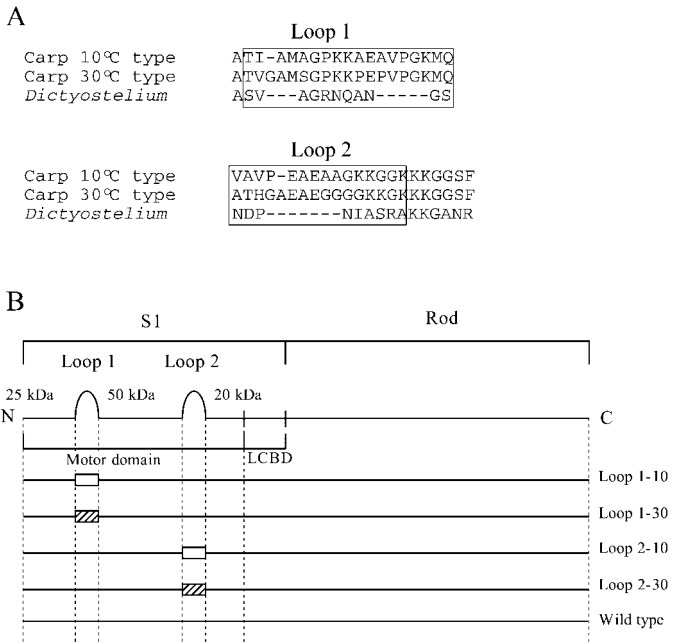 A
Loop 1
Carp 10°C type ATI-AMAGPKKAEAVPGKMQ
Carp 30°C type ATVGAMSGPKKPEPVPGKMQ
Dictyostelium ASV---AGRNQAN-----GS
Loop 2
Carp 10°C type VAVP-EAEAAGKKGGKKKKGGSF
Carp 30°C type ATHGAEAEGGGGKKGKKKKGGSF
Dictyostelium NDP-------NIASRAKKGANR
B
S1 Rod
Loop 1 Loop 2
25 kDa 50 kDa 20 kDa
N C
Motor domain LCBD
Loop 1-10
Loop 1-30
Loop 2-10
Loop 2-30
Wild type